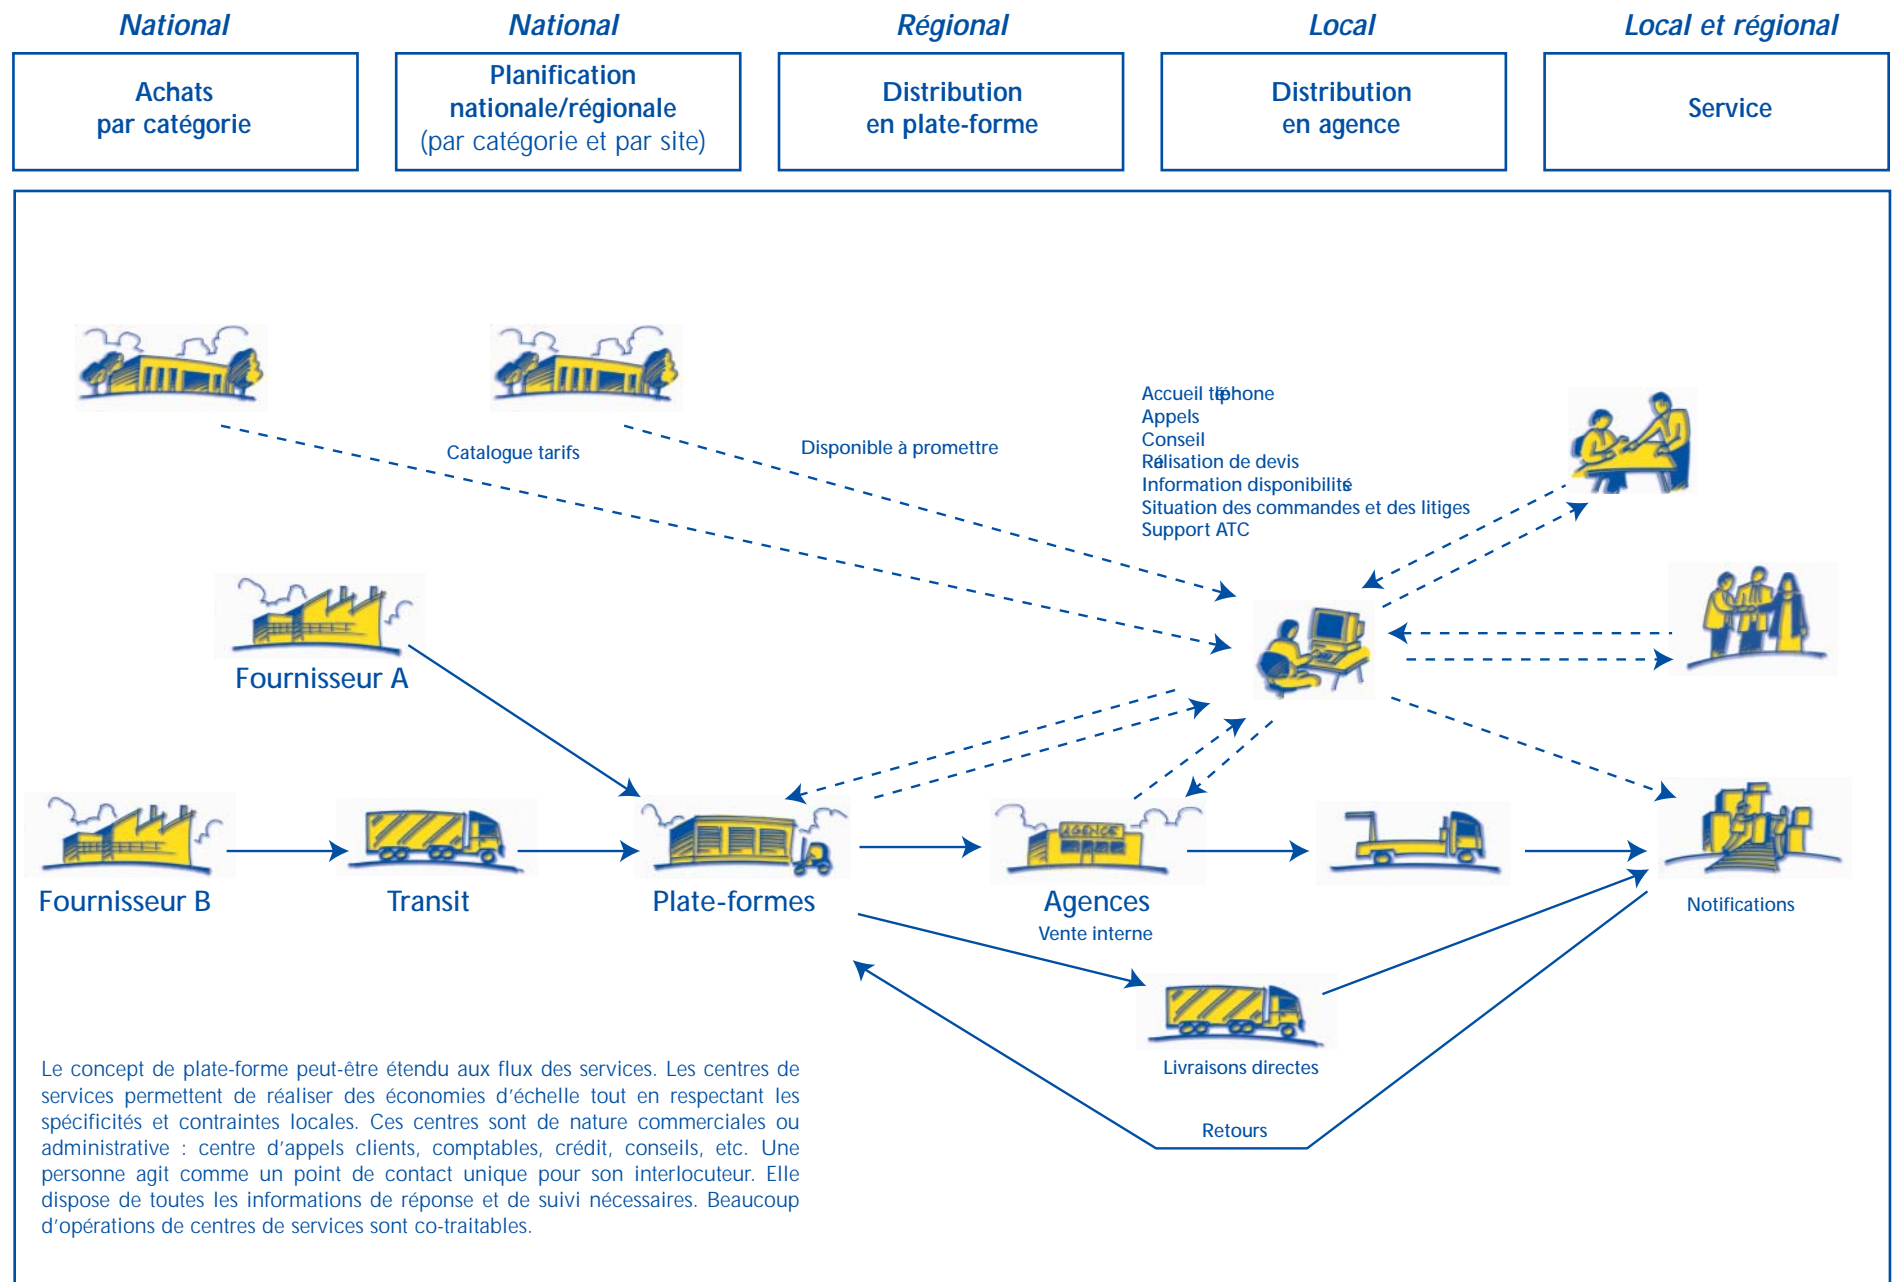 National
National
Régional
Local
Local et régional
Achats
par catégorie
Planification
nationale/régionale
(par catégorie et par site)
Distribution
en plate-forme
Distribution
en agence
Service
Catalogue tarifs
Disponible à promettre
Accueil téléphone
Appels
Conseil
Réalisation de devis
Information disponibilité
Situation des commandes et des litiges
Support ATC
Fournisseur A
AGENCE
Fournisseur B
Transit
Plate-formes
Agences
Vente interne
Notifications
Livraisons directes
Retours
Le concept de plate-forme peut-être étendu aux flux des services. Les centres de
services permettent de réaliser des économies d'échelle tout en respectant les
spécificités et contraintes locales. Ces centres sont de nature commerciales ou
administrative : centre d'appels clients, comptables, crédit, conseils, etc. Une
personne agit comme un point de contact unique pour son interlocuteur. Elle
dispose de toutes les informations de réponse et de suivi nécessaires. Beaucoup
d'opérations de centres de services sont co-traitables.